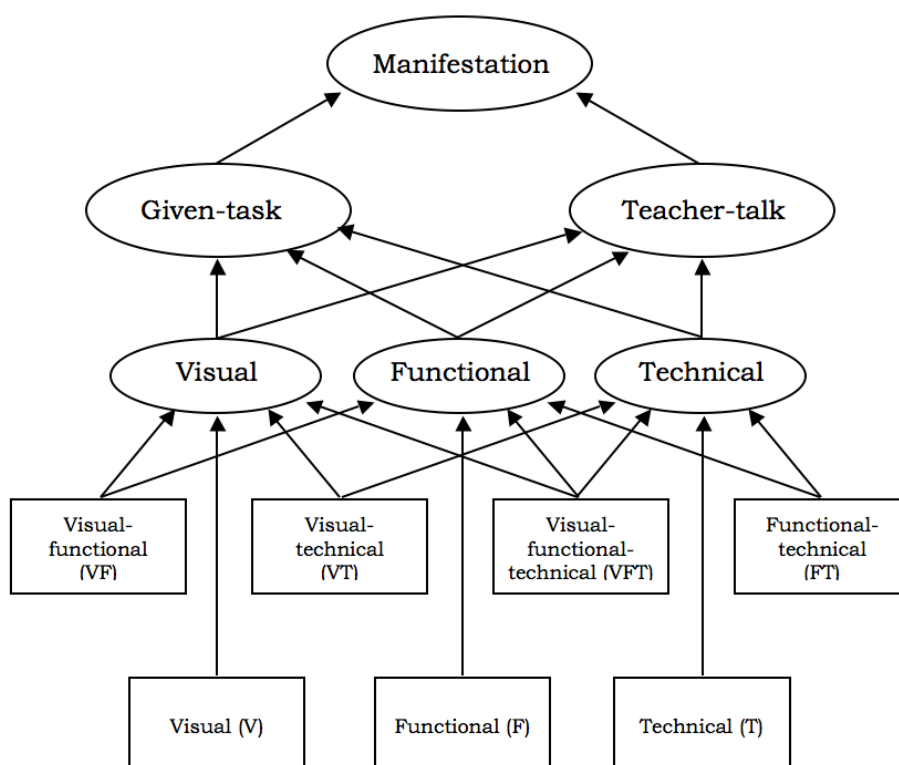 Manifestation
Given-task
Teacher-talk
Visual
Functional
Technical
Visual-
functional
(VF)
Visual-
technical
(VT)
Visual-
functional-
technical (VFT)
Functional-
technical
(FT)
Visual (V)
Functional (F)
Technical (T)